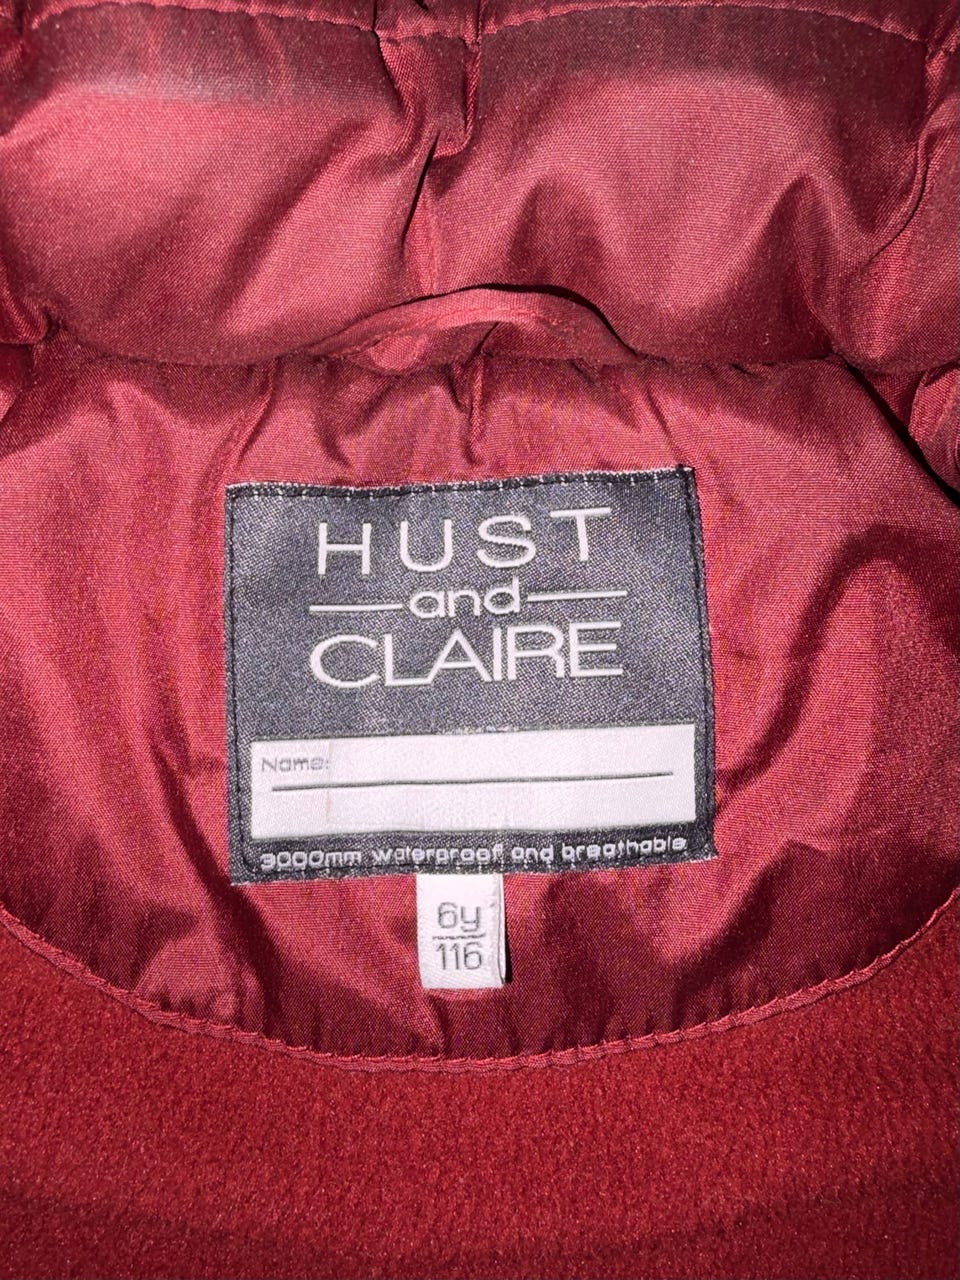 HUST
and
CLAIRE
Name:
3000mm waterproof and breathable
6y
116